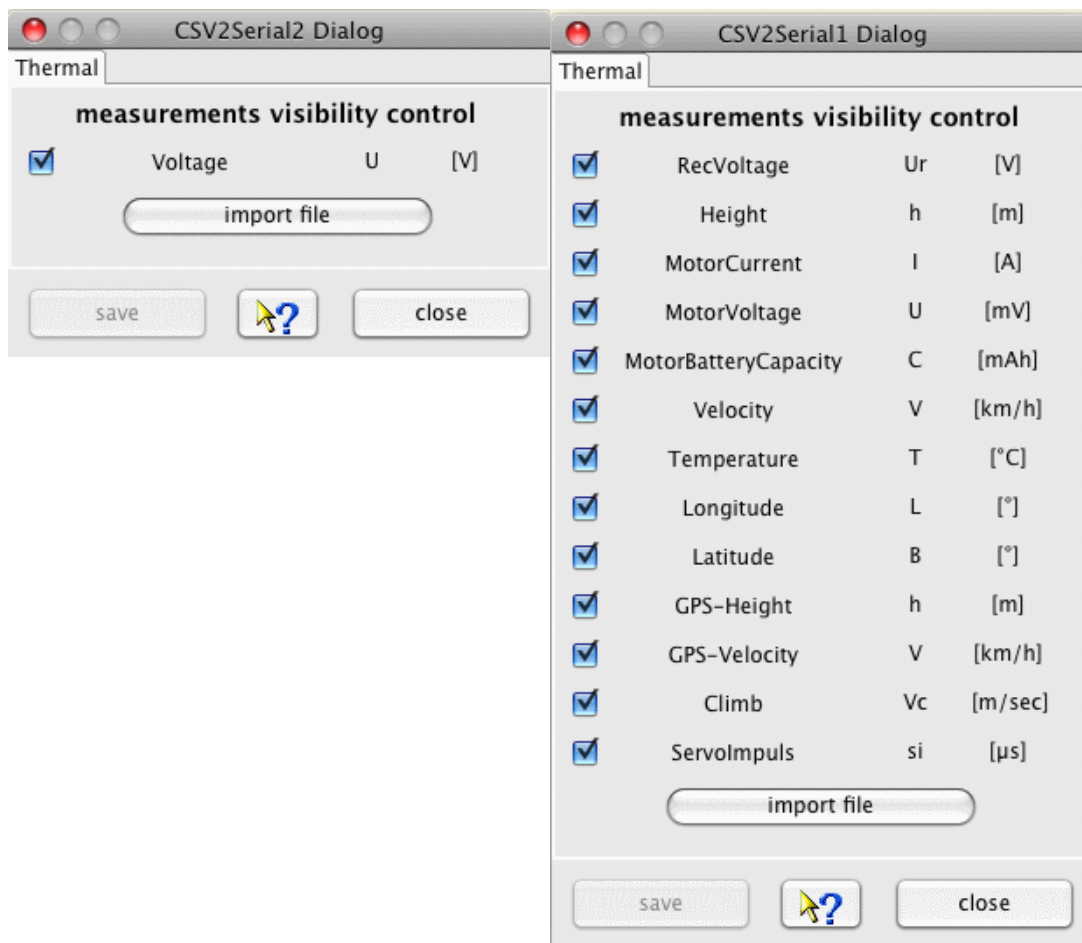 CSV2Serial2 Dialog
Thermal
measurements visibility control
Voltage U [V]
import file
save ? close
CSV2Serial1 Dialog
Thermal
measurements visibility control
RecVoltage Ur [V]
Height h [m]
MotorCurrent I [A]
MotorVoltage U [mV]
MotorBatteryCapacity C [mAh]
Velocity V [km/h]
Temperature T [°C]
Longitude L [°]
Latitude B [°]
GPS-Height h [m]
GPS-Velocity V [km/h]
Climb Vc [m/sec]
ServoImpuls si [µs]
import file
save ? close